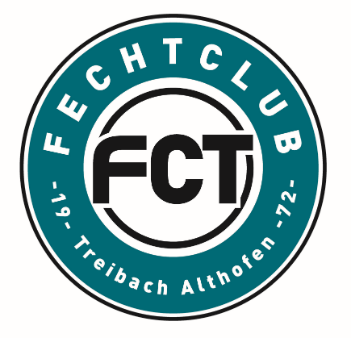 FECHTCLUB
FCT
-19- Treibach Althofen -72-